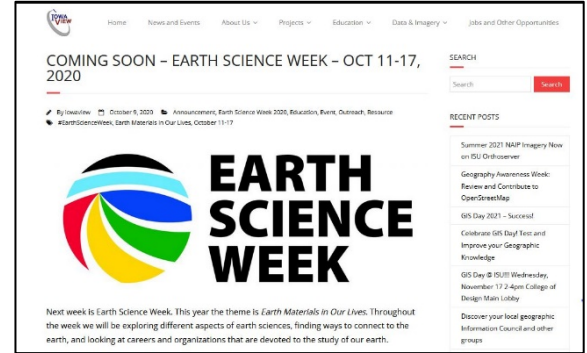 IOWA
VIEW
Home News and Events About Us Projects Education Data & Imagery Jobs and Other Opportunities
COMING SOON – EARTH SCIENCE WEEK – OCT 11-17,
2020
By Iowaview October 9, 2020 Announcement, Earth Science Week 2020, Education, Event, Outreach, Resource
#EarthScienceWeek, Earth Materials in Our Lives, October 11-17
EARTH
SCIENCE
WEEK
Next week is Earth Science Week. This year the theme is Earth Materials in Our Lives. Throughout
the week we will be exploring different aspects of earth sciences, finding ways to connect to the
earth, and looking at careers and organizations that are devoted to the study of our earth.
SEARCH
Search Search
RECENT POSTS
Summer 2021 NAIP Imagery Now
on ISU Orthoserver
Geography Awareness Week:
Review and Contribute to
OpenStreetMap
GIS Day 2021 – Success!
Celebrate GIS Day! Test and
Improve your Geographic
Knowledge
GIS Day @ ISU!!! Wednesday,
November 17 2-4pm College of
Design Main Lobby
Discover your local geographic
Information Council and other
groups